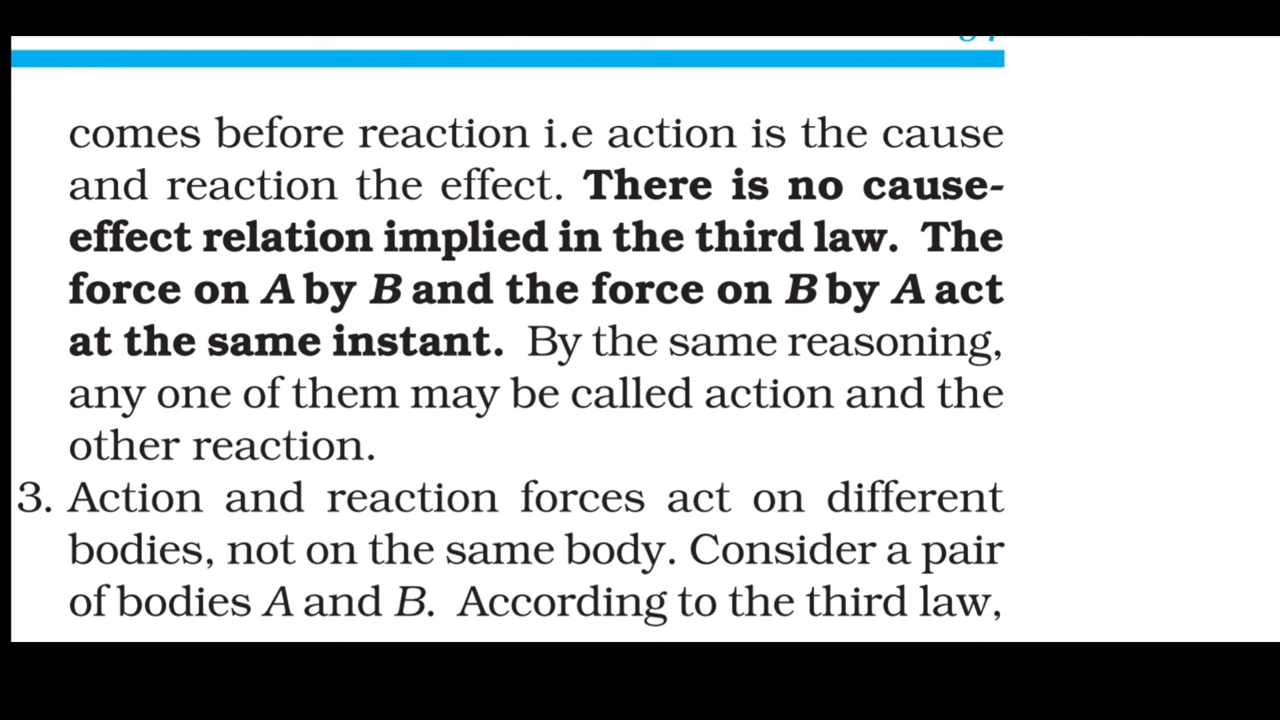 comes before reaction i.e action is the cause
and reaction the effect. There is no cause-
effect relation implied in the third law. The
force on A by B and the force on B by A act
at the same instant. By the same reasoning,
any one of them may be called action and the
other reaction.
3. Action and reaction forces act on different
bodies, not on the same body. Consider a pair
of bodies A and B. According to the third law,